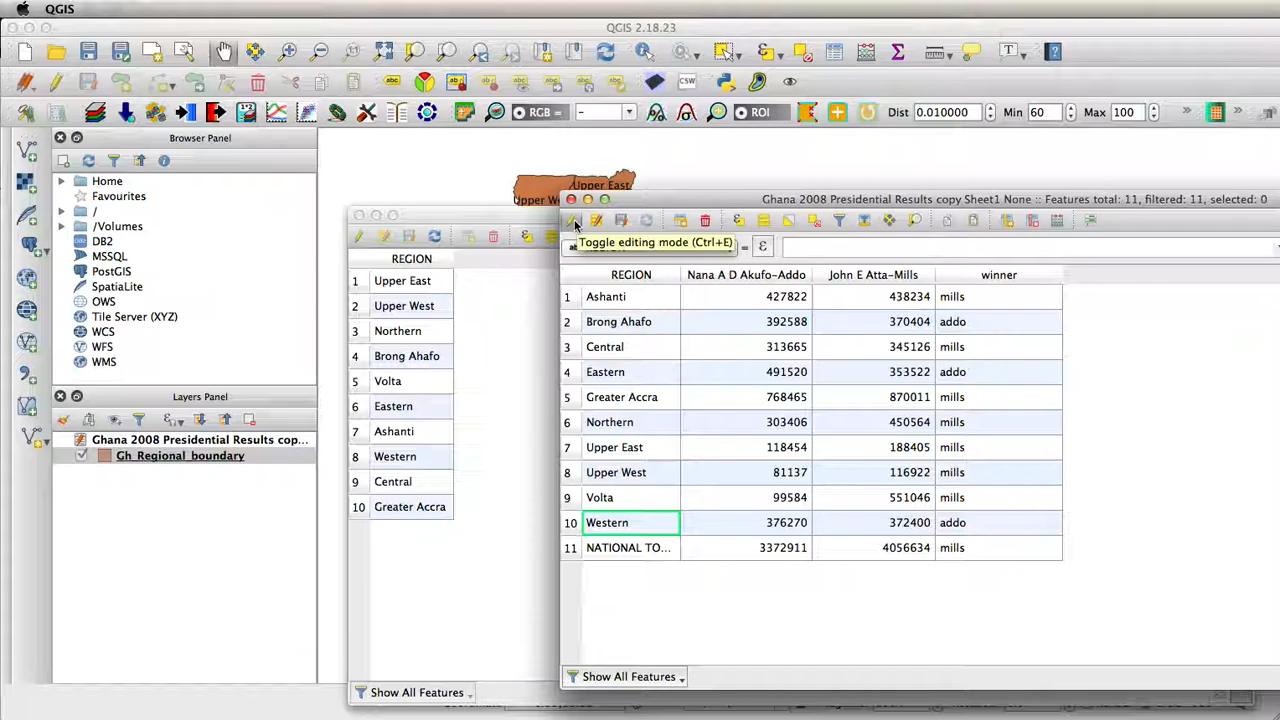 QGIS
QGIS 2.18.23
RGB =
-
ROI
Dist 0.010000 Min 60 Max 100
CSW
abc
Browser Panel
Home
Favourites
/
/Volumes
DB2
MSSQL
PostGIS
SpatiaLite
OWS
Tile Server (XYZ)
WCS
WFS
WMS
Layers Panel
Ghana 2008 Presidential Results cop...
Gh_Regional_boundary
Upper East
REGION
1 Upper East
2 Upper West
3 Northern
4 Brong Ahafo
5 Volta
6 Eastern
7 Ashanti
8 Western
9 Central
10 Greater Accra
Show All Features
Ghana 2008 Presidential Results copy Sheet1 None :: Features total: 11, filtered: 11, selected: 0
Toggle editing mode (Ctrl+E)
= ε
REGION Nana A D Akufo-Addo John E Atta-Mills winner
1 Ashanti 427822 438234 mills
2 Brong Ahafo 392588 370404 addo
3 Central 313665 345126 mills
4 Eastern 491520 353522 addo
5 Greater Accra 768465 870011 mills
6 Northern 303406 450564 mills
7 Upper East 118454 188405 mills
8 Upper West 81137 116922 mills
9 Volta 99584 551046 mills
10 Western 376270 372400 addo
11 NATIONAL TO... 3372911 4056634 mills
Show All Features